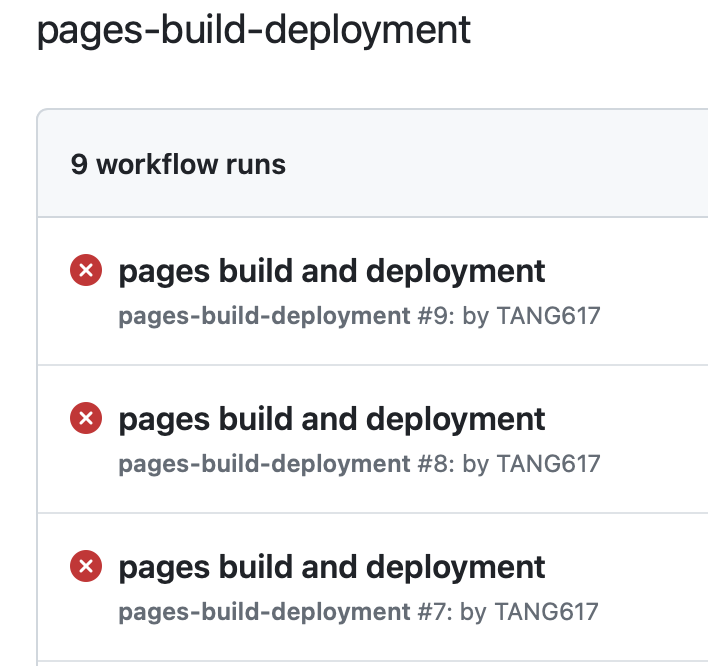 pages-build-deployment
9 workflow runs
pages build and deployment
pages-build-deployment #9: by TANG617
pages build and deployment
pages-build-deployment #8: by TANG617
pages build and deployment
pages-build-deployment #7: by TANG617